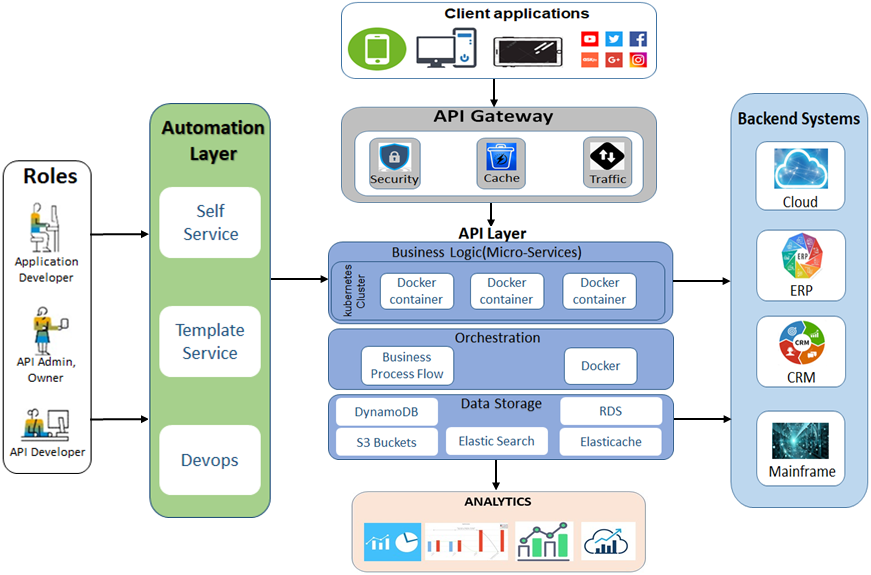 Client applications
API Gateway
Security
Cache
Traffic
Roles
Application
Developer
API Admin,
Owner
API Developer
Automation
Layer
Self
Service
Template
Service
Devops
API Layer
Business Logic(Micro-Services)
kubernetes
Cluster
Docker
container
Docker
container
Docker
container
Orchestration
Business
Process Flow
Docker
Data Storage
DynamoDB
RDS
S3 Buckets
Elastic Search
Elasticache
ANALYTICS
Backend Systems
Cloud
ERP
ERP
CRM
CRM
Mainframe